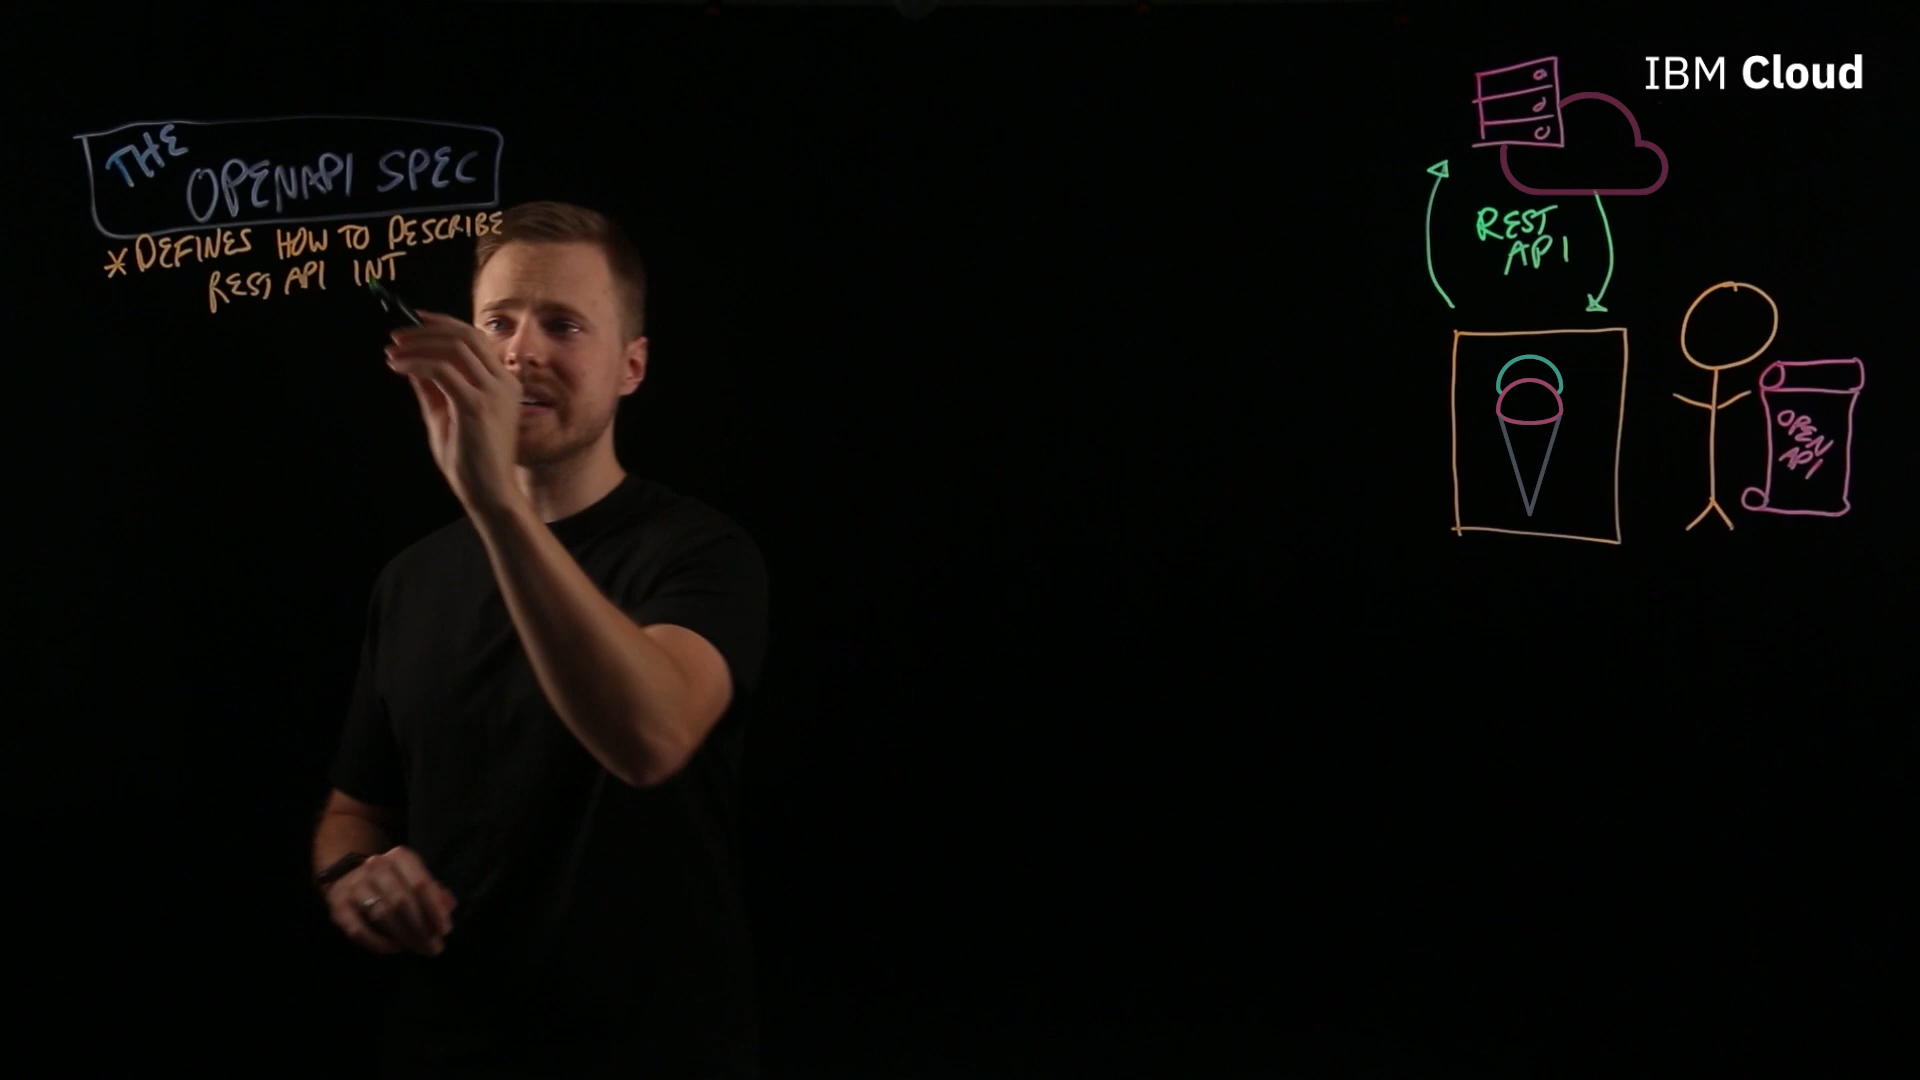 IBM Cloud
THE
OPENAPI SPEC
* DEFINES HOW TO DESCRIBE
REST API INT
REST
API
OPEN
API